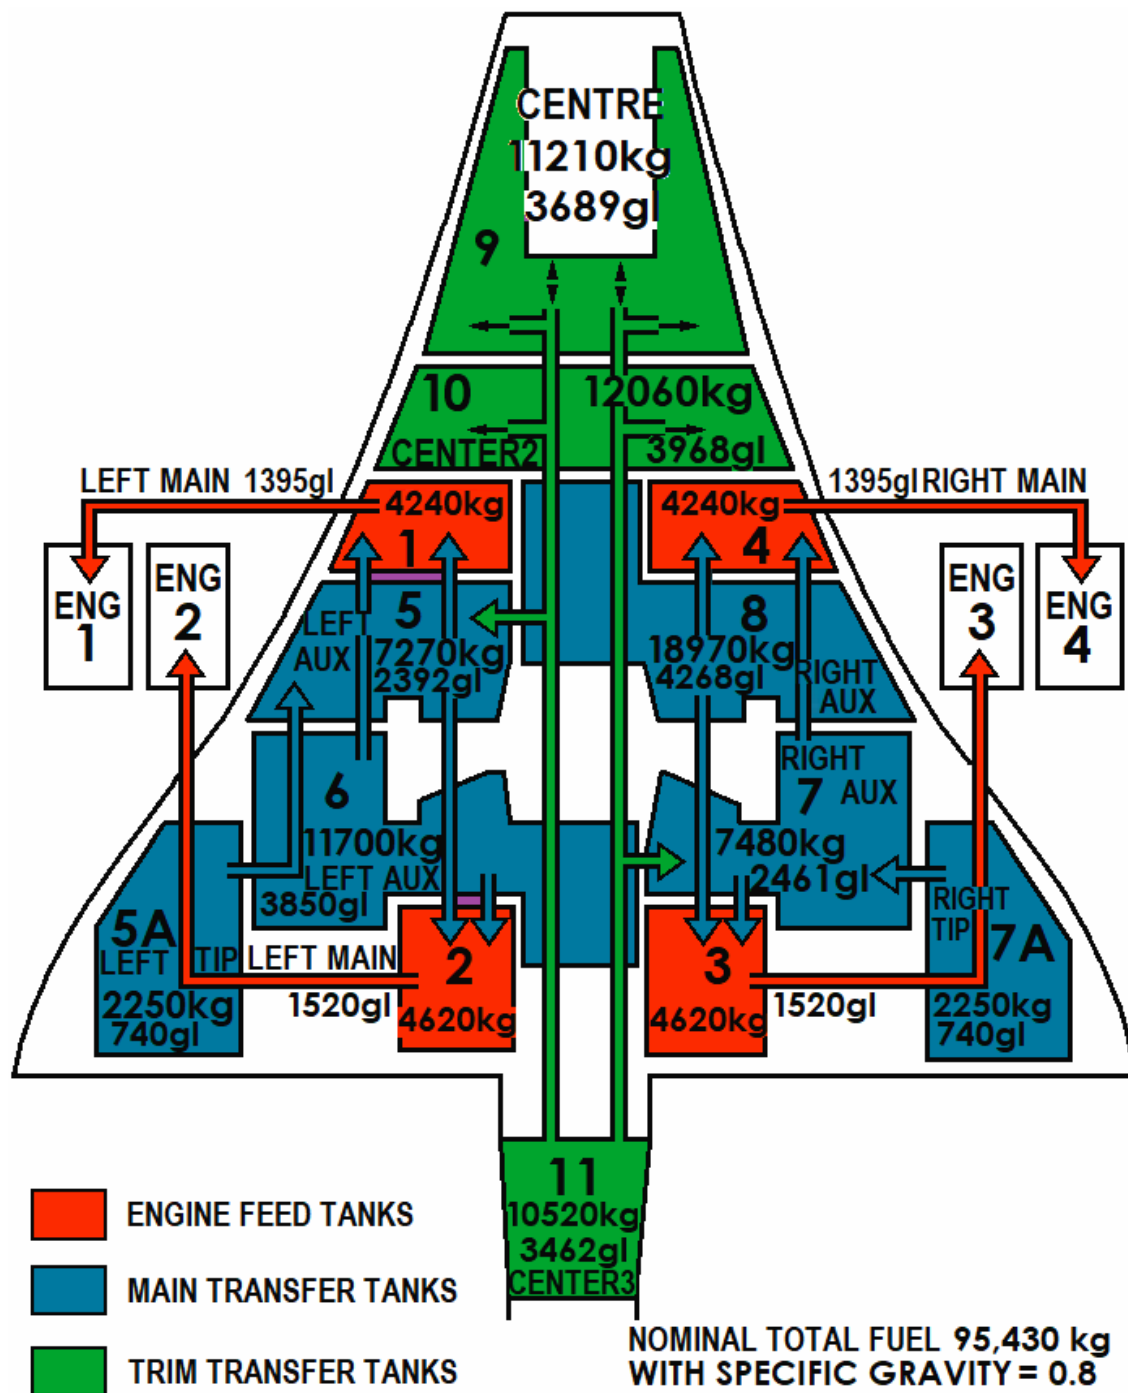 CENTRE
11210kg
3689gl
9
10
12060kg
CENTER2
3968gl
LEFT MAIN 1395gl
1395gl RIGHT MAIN
4240kg
4240kg
1
4
ENG
1
ENG
2
ENG
3
ENG
4
5
LEFT
AUX
7270kg
2392gl
8
18970kg
4268gl
RIGHT
AUX
6
11700kg
LEFT AUX
3850gl
RIGHT
7 AUX
7480kg
2461gl
5A
LEFT TIP
2250kg
740gl
LEFT MAIN
1520gl
2
4620kg
3
4620kg
1520gl
RIGHT
TIP
7A
2250kg
740gl
11
10520kg
3462gl
CENTER3
ENGINE FEED TANKS
MAIN TRANSFER TANKS
TRIM TRANSFER TANKS
NOMINAL TOTAL FUEL 95,430 kg
WITH SPECIFIC GRAVITY = 0.8